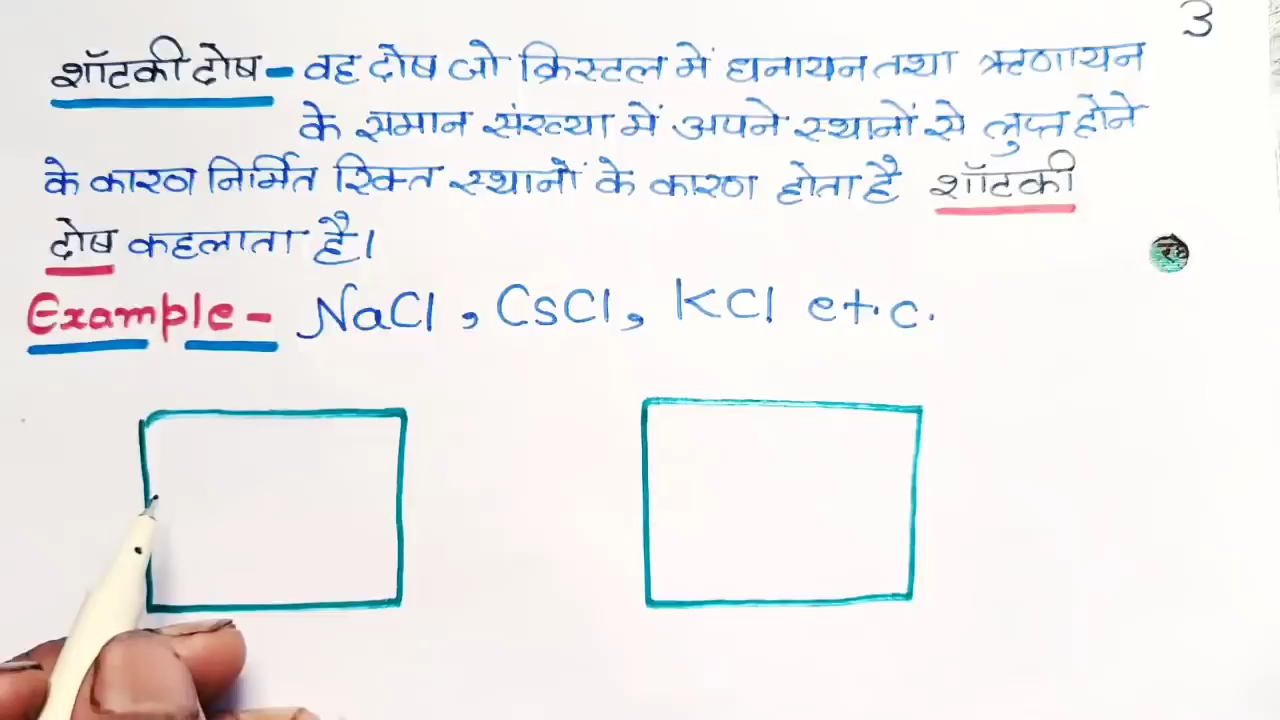 3
शॉटकी दोष - वह दोष जो क्रिस्टल में धनायन तथा ऋणायन
के समान संख्या में अपने स्थानों से लुप्त होने
के कारण निर्मित रिक्त स्थानों के कारण होता है शॉटकी
दोष कहलाता है।
Example - NaCl, CsCl, KCl etc.